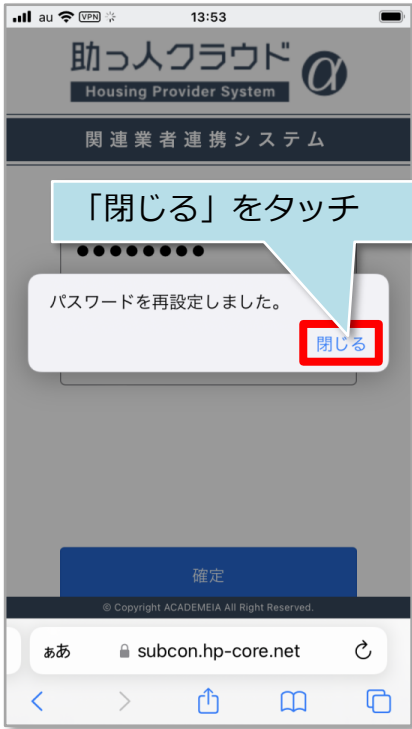 au VPN 13:53
助っ人クラウド α
Housing Provider System
関連業者連携システム
「閉じる」をタッチ
●●●●●●●●
パスワードを再設定しました。
閉じる
確定
© Copyright ACADEMEIA All Right Reserved.
ぁあ subcon.hp-core.net